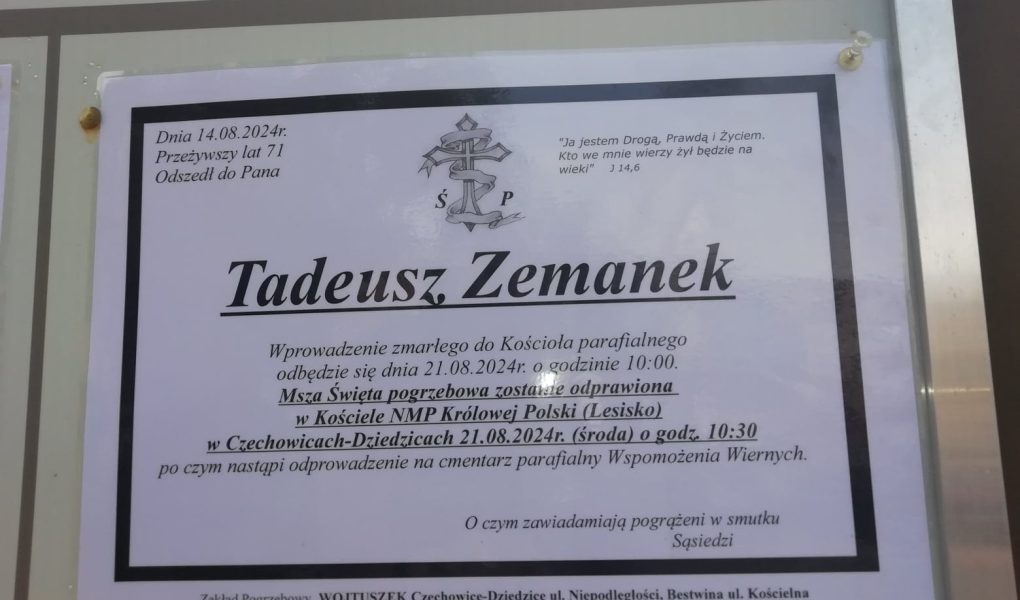 Dnia 14.08.2024r.
Przeżywszy lat 71
Odszedł do Pana
Ś P
"Ja jestem Drogą, Prawdą i Życiem.
Kto we mnie wierzy żył będzie na
wieki" J 14,6
Tadeusz Zemanek
Wprowadzenie zmarłego do Kościoła parafialnego
odbędzie się dnia 21.08.2024r. o godzinie 10:00.
Msza Święta pogrzebowa zostanie odprawiona
w Kościele NMP Królowej Polski (Lesisko)
w Czechowicach-Dziedzicach 21.08.2024r. (środa) o godz. 10:30
po czym nastąpi odprowadzenie na cmentarz parafialny Wspomożenia Wiernych.
O czym zawiadamiają pogrążeni w smutku
Sąsiedzi
Zakład Pogrzebowy WOJTUSZEK Czechowice-Dziedzice ul. Niepodległości, Bestwina ul. Kościelna